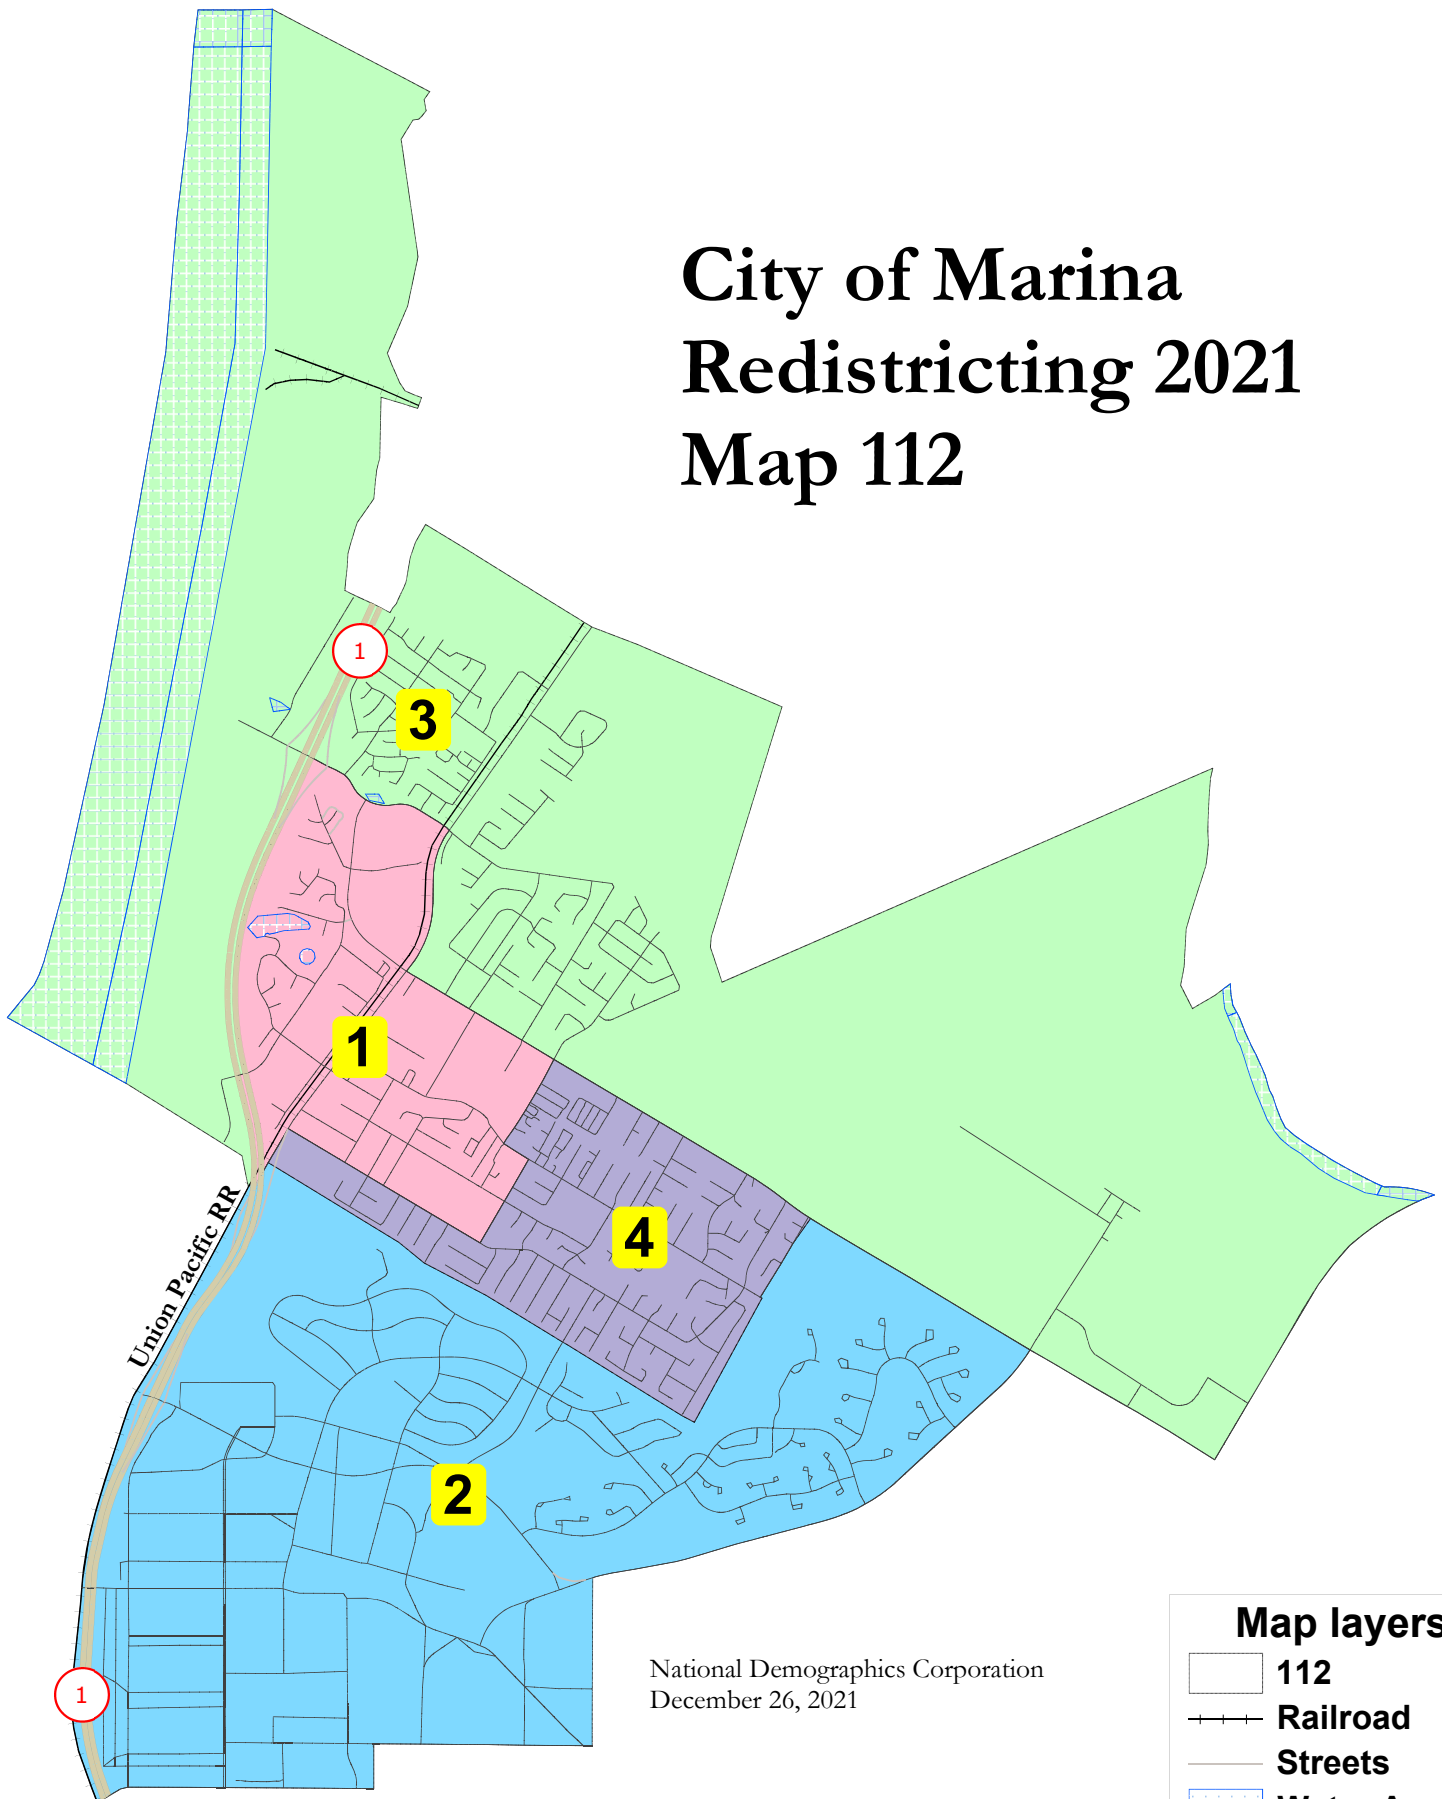 City of Marina
Redistricting 2021
Map 112
1
3
1
4
Union Pacific RR
2
1
National Demographics Corporation
December 26, 2021
Map layers
112
Railroad
Streets